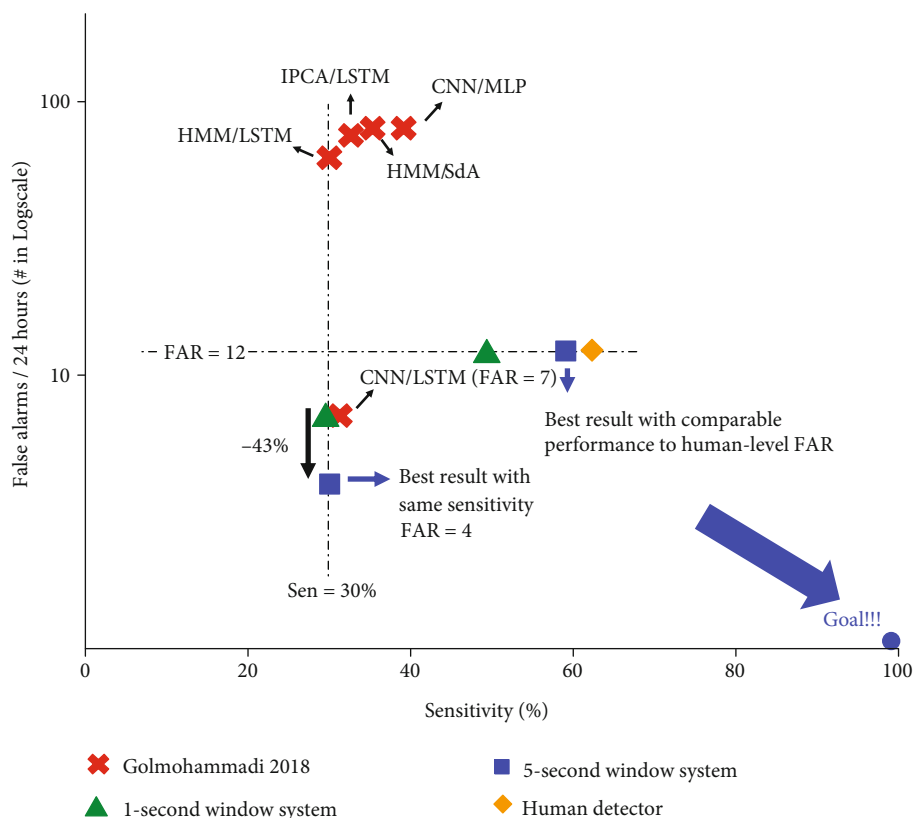 IPCA/LSTM
CNN/MLP
100
HMM/LSTM
HMM/SdA
False alarms / 24 hours (# in Logscale)
FAR = 12
10
CNN/LSTM (FAR = 7)
–43%
Best result with comparable
performance to human-level FAR
Best result with
same sensitivity
FAR = 4
Sen = 30%
Goal!!!
0
20
40
60
80
100
Sensitivity (%)
Golmohammadi 2018
5-second window system
1-second window system
Human detector